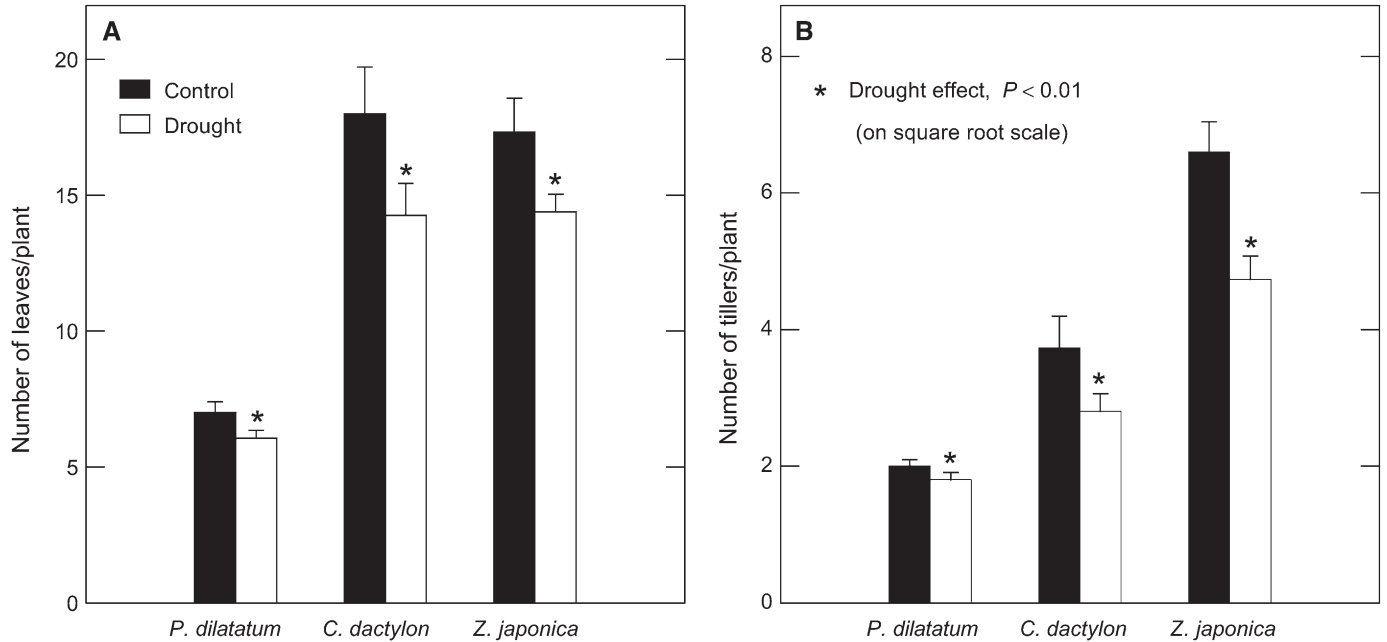 A
Number of leaves/plant
20
15
10
5
0
Control
Drought
*
*
*
P. dilatatum
C. dactylon
Z. japonica
B
Number of tillers/plant
8
6
4
2
0
* Drought effect, P < 0.01
(on square root scale)
*
*
*
P. dilatatum
C. dactylon
Z. japonica